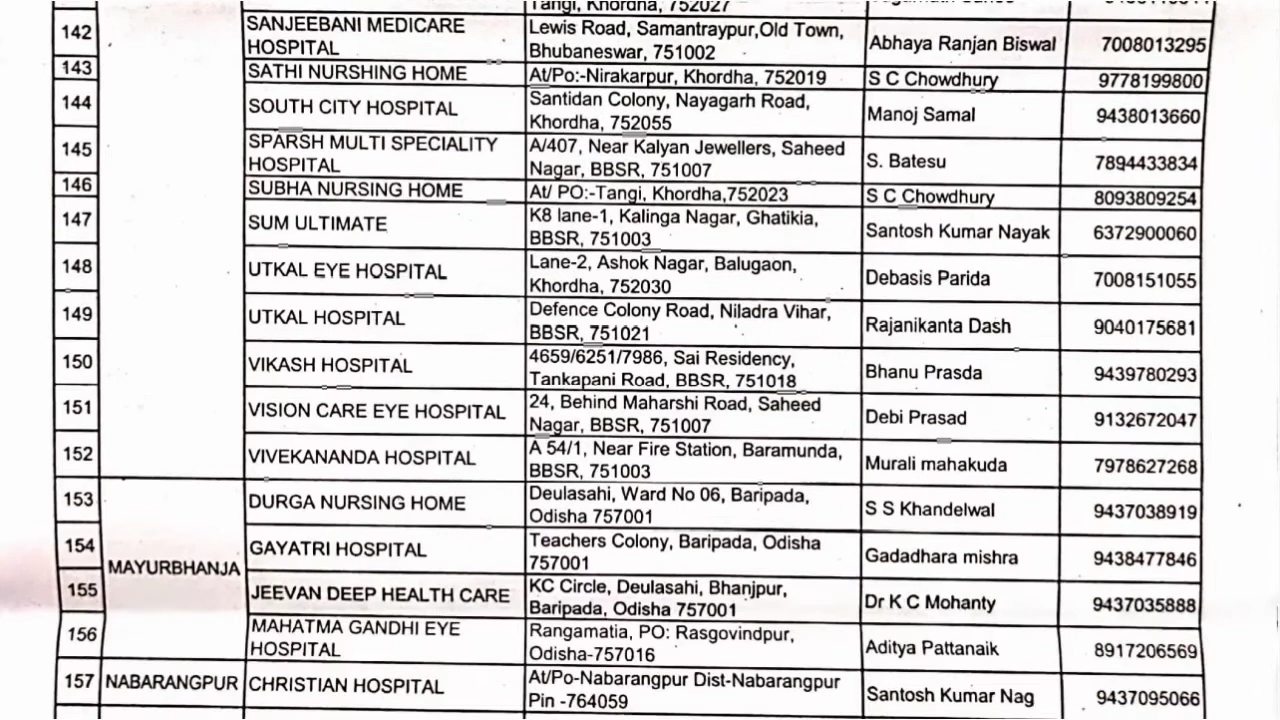 Tangi, Khordha, 752027
142 SANJEEBANI MEDICARE HOSPITAL Lewis Road, Samantraypur,Old Town, Bhubaneswar, 751002 Abhaya Ranjan Biswal 7008013295
143 SATHI NURSHING HOME At/Po:-Nirakarpur, Khordha, 752019 S C Chowdhury 9778199800
144 SOUTH CITY HOSPITAL Santidan Colony, Nayagarh Road, Khordha, 752055 Manoj Samal 9438013660
145 SPARSH MULTI SPECIALITY HOSPITAL A/407, Near Kalyan Jewellers, Saheed Nagar, BBSR, 751007 S. Batesu 7894433834
146 SUBHA NURSING HOME At/ PO:-Tangi, Khordha,752023 S C Chowdhury 8093809254
147 SUM ULTIMATE K8 lane-1, Kalinga Nagar, Ghatikia, BBSR, 751003 Santosh Kumar Nayak 6372900060
148 UTKAL EYE HOSPITAL Lane-2, Ashok Nagar, Balugaon, Khordha, 752030 Debasis Parida 7008151055
149 UTKAL HOSPITAL Defence Colony Road, Niladra Vihar, BBSR, 751021 Rajanikanta Dash 9040175681
150 VIKASH HOSPITAL 4659/6251/7986, Sai Residency, Tankapani Road, BBSR, 751018 Bhanu Prasda 9439780293
151 VISION CARE EYE HOSPITAL 24, Behind Maharshi Road, Saheed Nagar, BBSR, 751007 Debi Prasad 9132672047
152 VIVEKANANDA HOSPITAL A 54/1, Near Fire Station, Baramunda, BBSR, 751003 Murali mahakuda 7978627268
153 DURGA NURSING HOME Deulasahi, Ward No 06, Baripada, Odisha 757001 S S Khandelwal 9437038919
154 GAYATRI HOSPITAL Teachers Colony, Baripada, Odisha 757001 Gadadhara mishra 9438477846
MAYURBHANJA
155 JEEVAN DEEP HEALTH CARE KC Circle, Deulasahi, Bhanjpur, Baripada, Odisha 757001 Dr K C Mohanty 9437035888
156 MAHATMA GANDHI EYE HOSPITAL Rangamatia, PO: Rasgovindpur, Odisha-757016 Aditya Pattanaik 8917206569
157 NABARANGPUR CHRISTIAN HOSPITAL At/Po-Nabarangpur Dist-Nabarangpur Pin -764059 Santosh Kumar Nag 9437095066